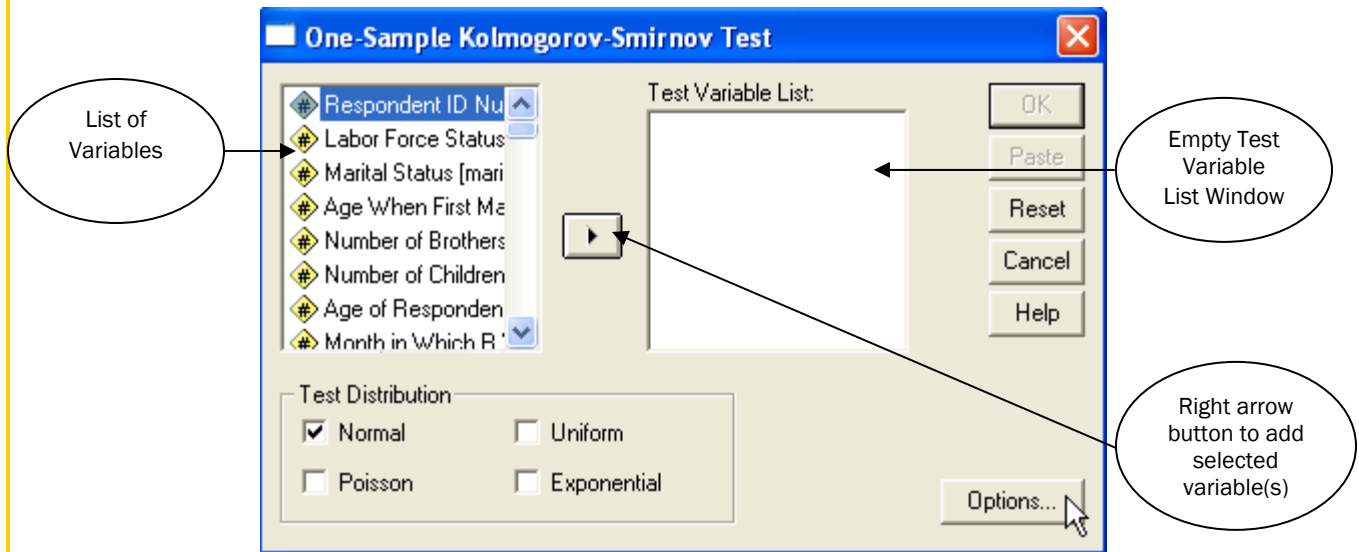 One-Sample Kolmogorov-Smirnov Test
List of
Variables
Respondent ID Nu
Labor Force Status
Marital Status [mari
Age When First Ma
Number of Brothers
Number of Children
Age of Responden
Month in Which R
Test Variable List:
OK
Paste
Reset
Cancel
Help
Empty Test
Variable
List Window
Test Distribution
Normal
Uniform
Poisson
Exponential
Options...
Right arrow
button to add
selected
variable(s)